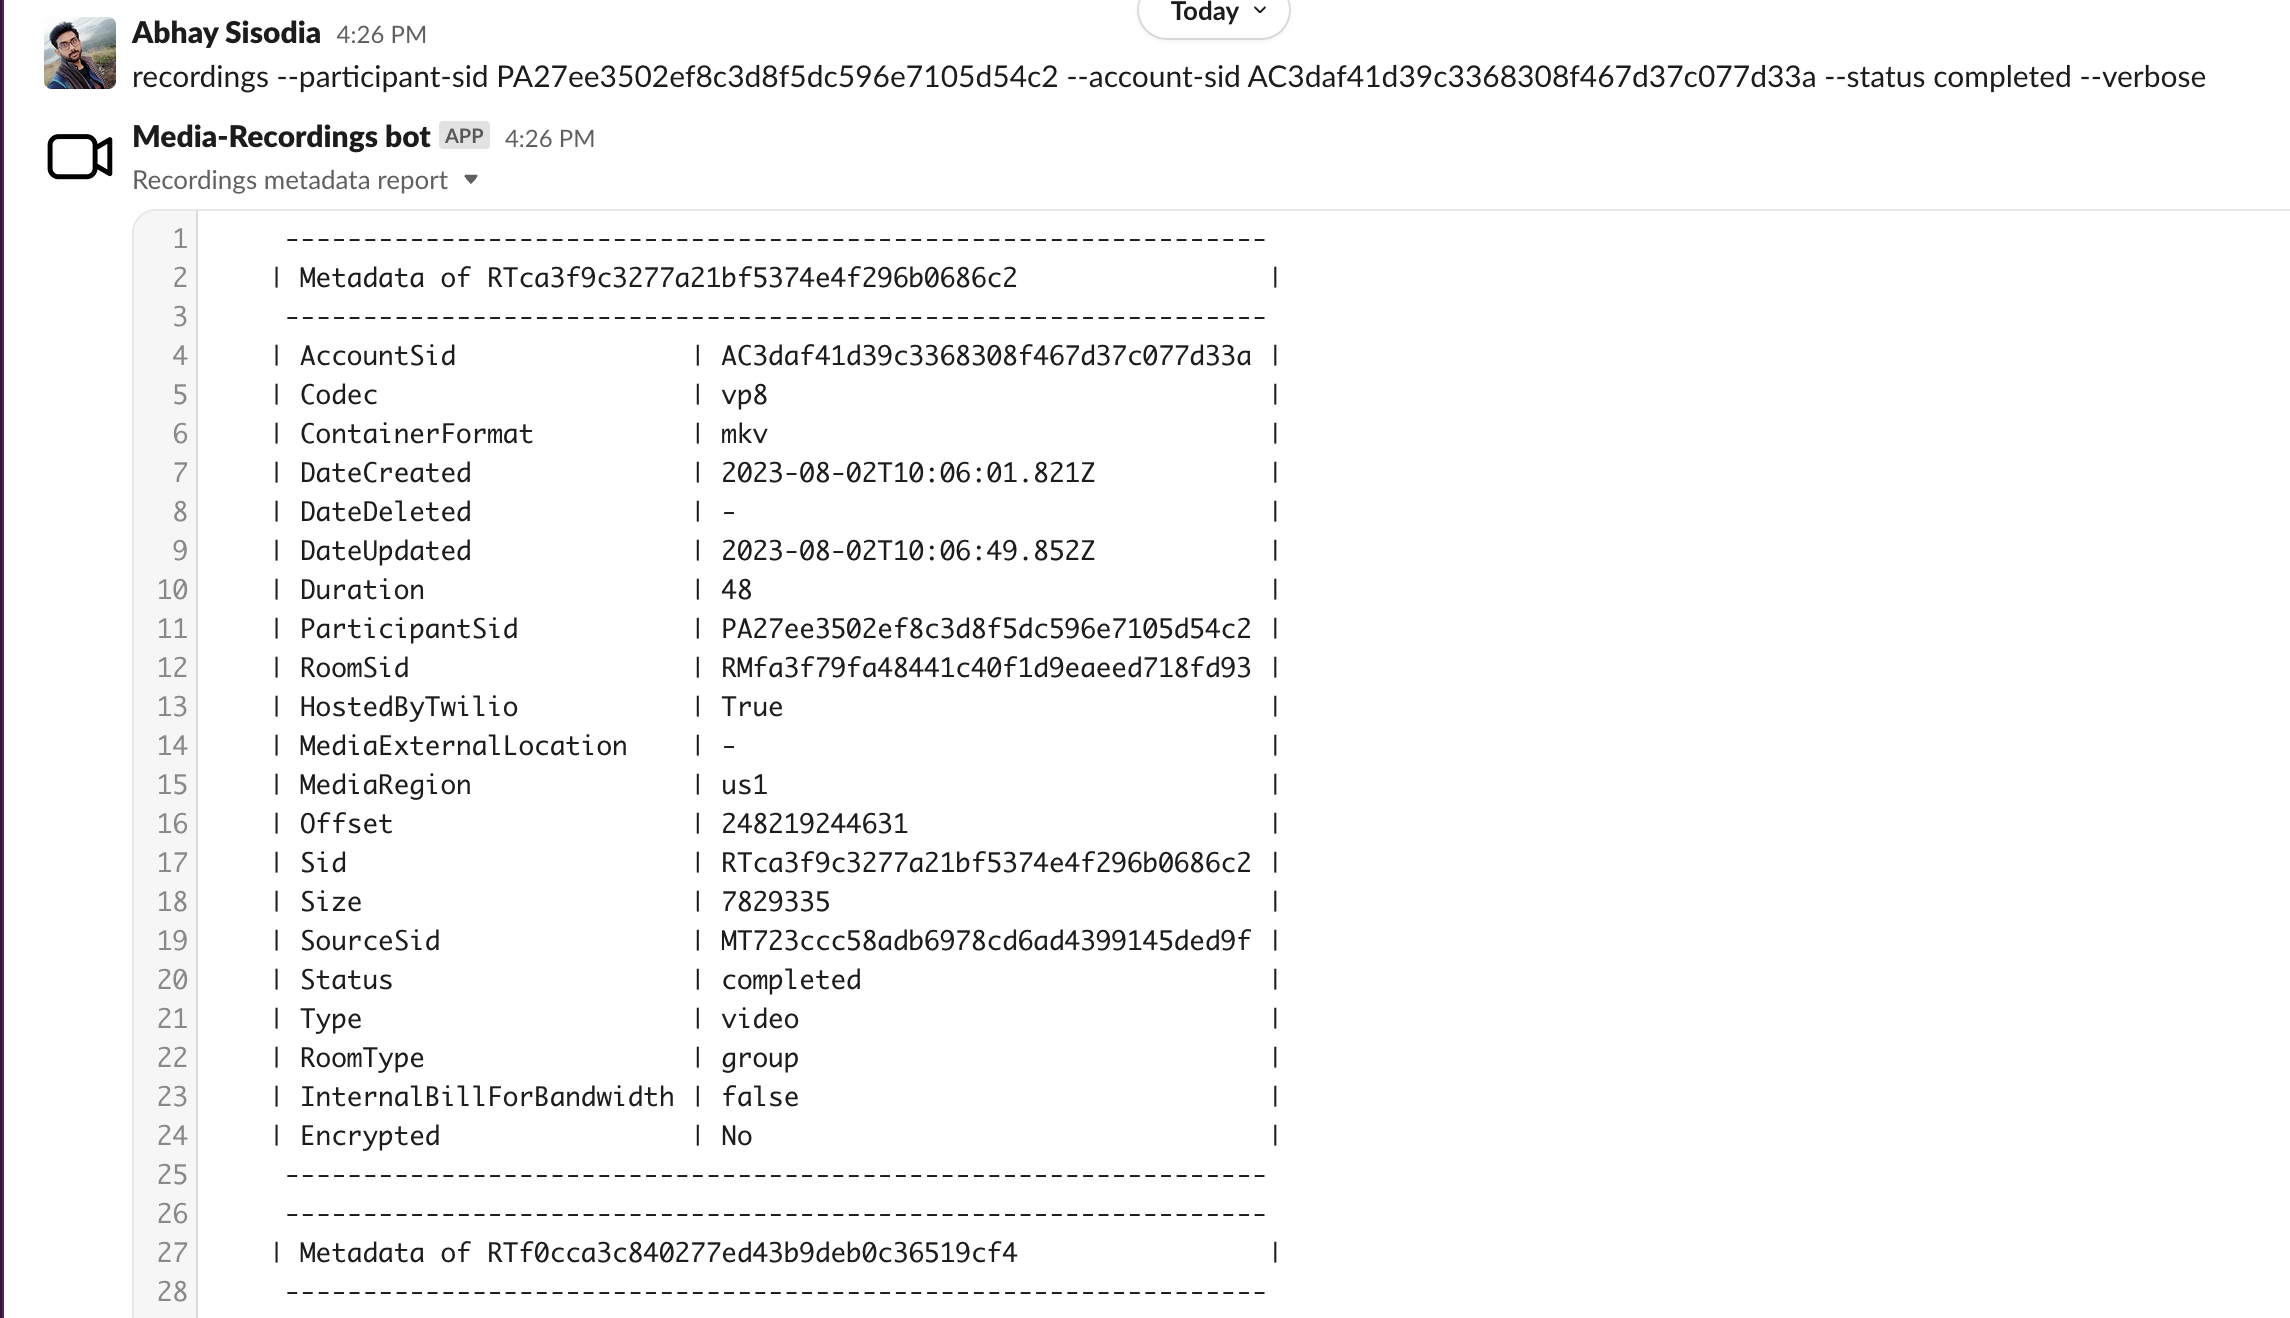 Today
Abhay Sisodia 4:26 PM
recordings --participant-sid PA27ee3502ef8c3d8f5dc596e7105d54c2 --account-sid AC3daf41d39c3368308f467d37c077d33a --status completed --verbose
Media-Recordings bot APP 4:26 PM
Recordings metadata report
1 ---------------------------------------------------------------
2 | Metadata of RTca3f9c3277a21bf5374e4f296b0686c2 |
3 ---------------------------------------------------------------
4 | AccountSid | AC3daf41d39c3368308f467d37c077d33a |
5 | Codec | vp8 |
6 | ContainerFormat | mkv |
7 | DateCreated | 2023-08-02T10:06:01.821Z |
8 | DateDeleted | - |
9 | DateUpdated | 2023-08-02T10:06:49.852Z |
10 | Duration | 48 |
11 | ParticipantSid | PA27ee3502ef8c3d8f5dc596e7105d54c2 |
12 | RoomSid | RMfa3f79fa48441c40f1d9eaeed718fd93 |
13 | HostedByTwilio | True |
14 | MediaExternalLocation | - |
15 | MediaRegion | us1 |
16 | Offset | 248219244631 |
17 | Sid | RTca3f9c3277a21bf5374e4f296b0686c2 |
18 | Size | 7829335 |
19 | SourceSid | MT723ccc58adb6978cd6ad4399145ded9f |
20 | Status | completed |
21 | Type | video |
22 | RoomType | group |
23 | InternalBillForBandwidth | false |
24 | Encrypted | No |
25 ---------------------------------------------------------------
26 ---------------------------------------------------------------
27 | Metadata of RTf0cca3c840277ed43b9deb0c36519cf4 |
28 ---------------------------------------------------------------